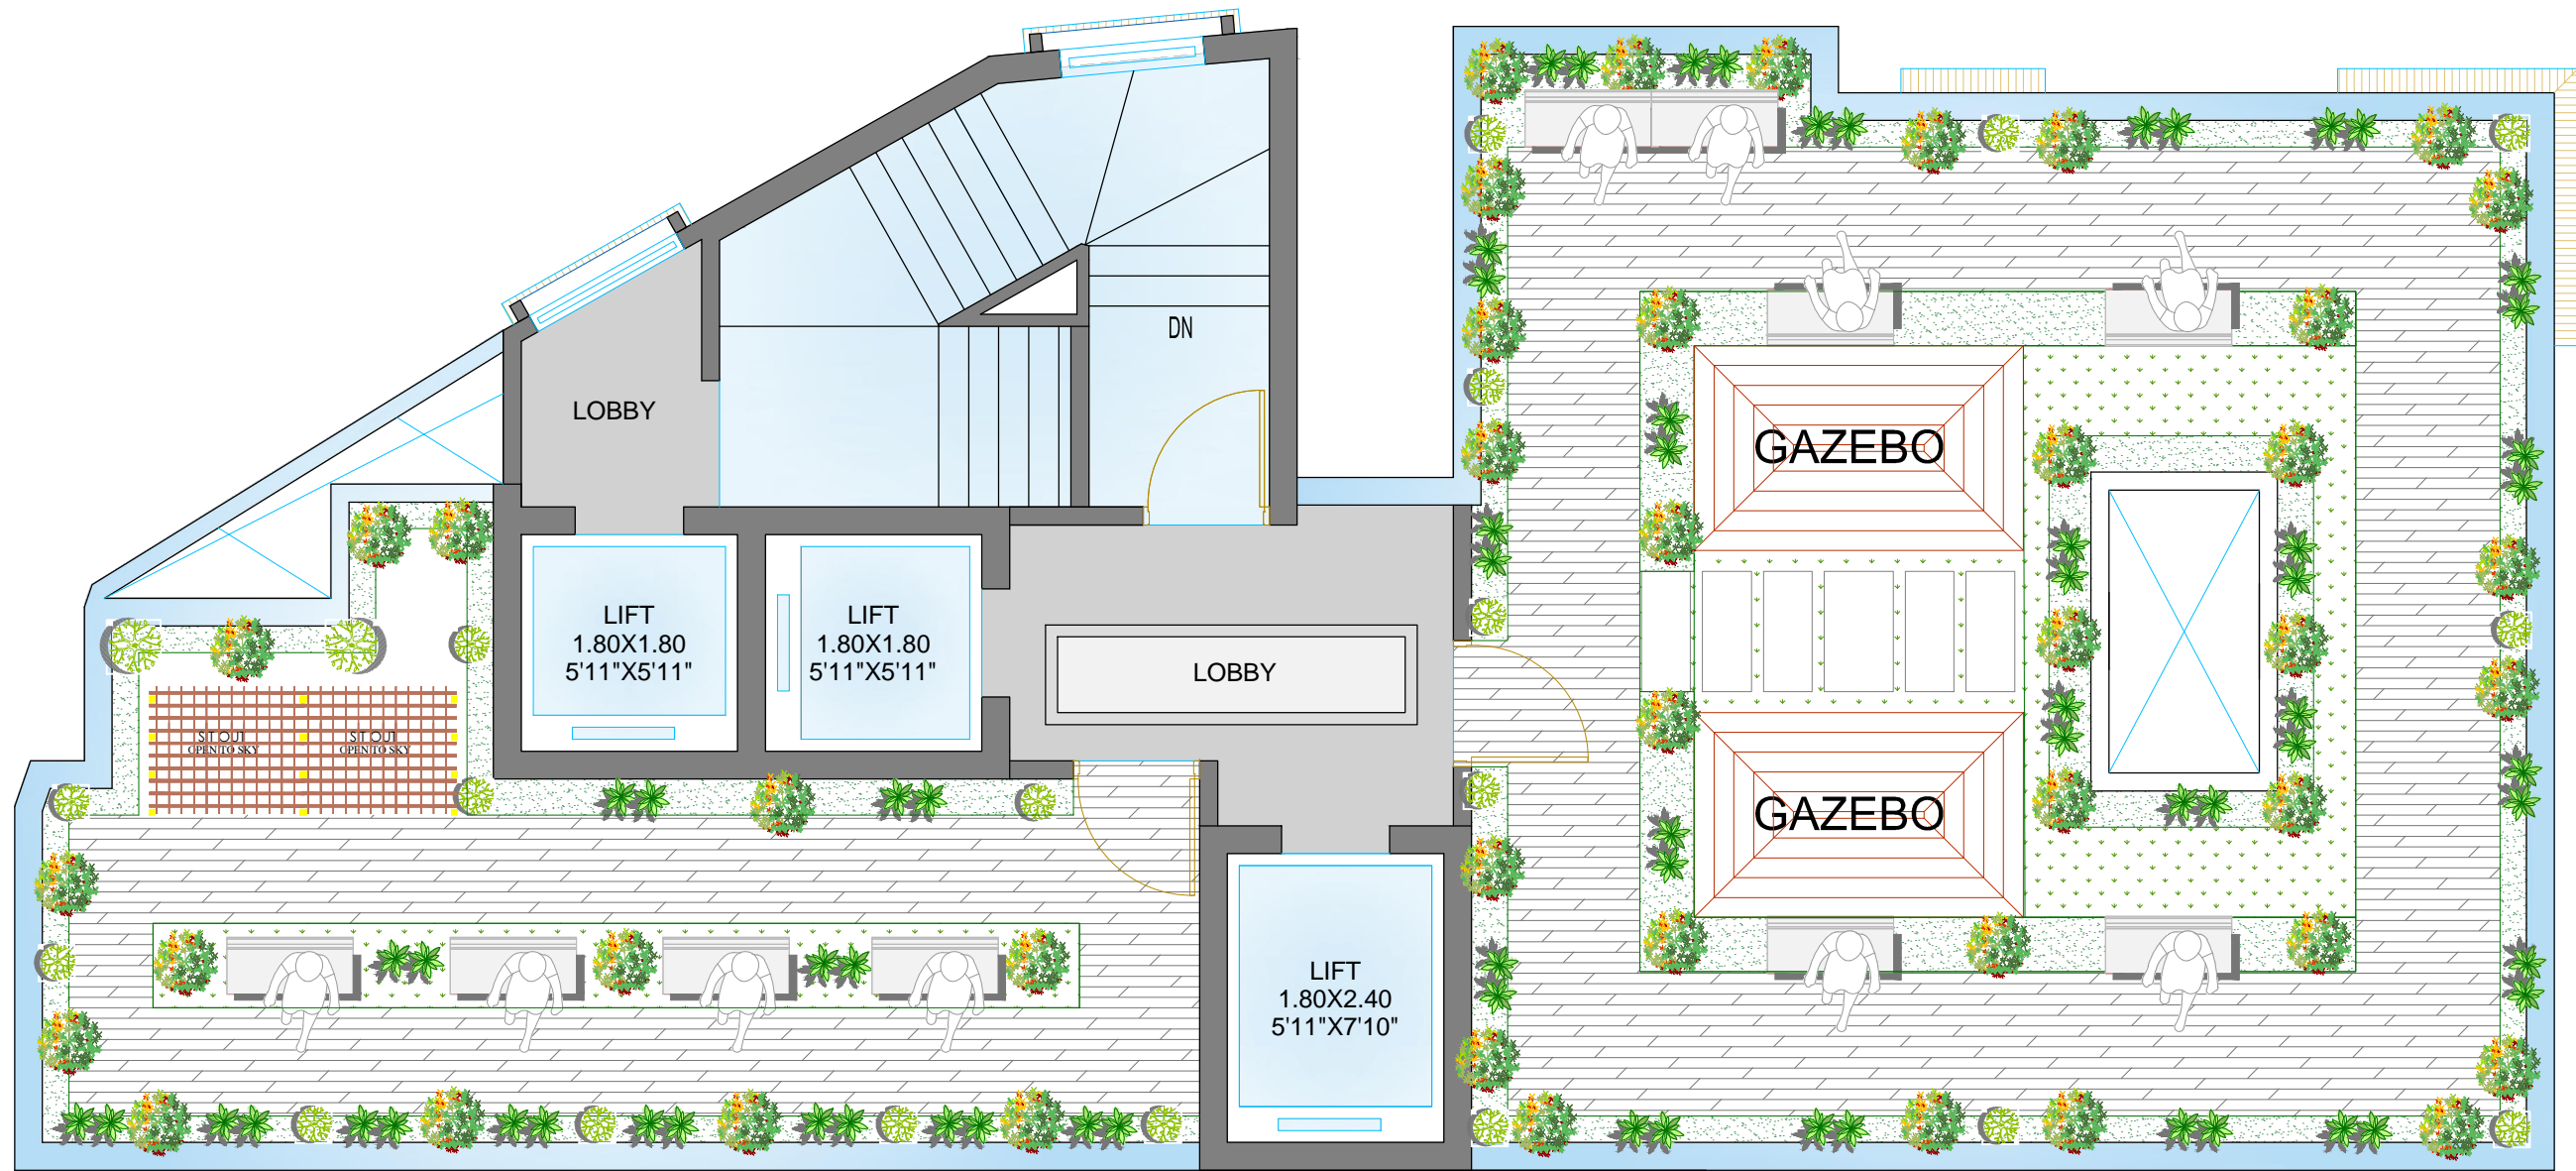 DN
LOBBY
GAZEBO
LIFT
1.80X1.80
5'11"X5'11"
LIFT
1.80X1.80
5'11"X5'11"
LOBBY
SIT OUT
OPEN TO SKY
SIT OUT
OPEN TO SKY
GAZEBO
LIFT
1.80X2.40
5'11"X7'10"